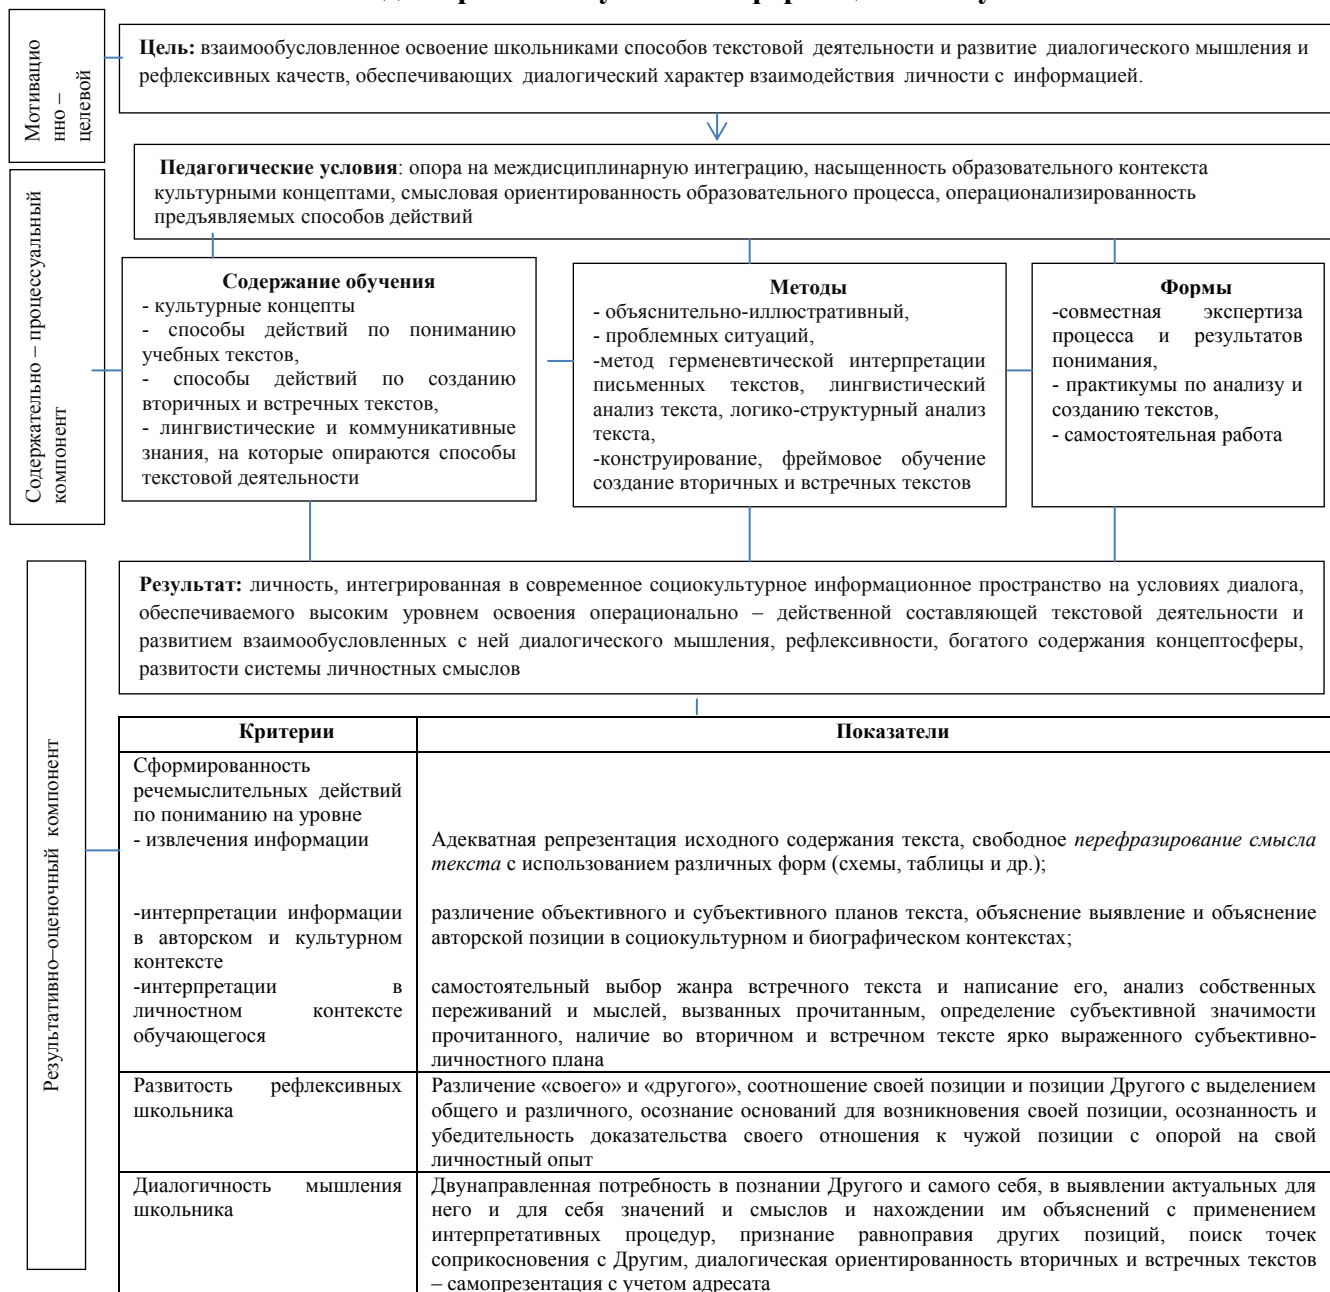 Мотивацио
нно –
целевой
Цель: взаимообусловленное освоение школьниками способов текстовой деятельности и развитие диалогического мышления и
рефлексивных качеств, обеспечивающих диалогический характер взаимодействия личности с информацией.
Содержательно – процессуальный
компонент
Педагогические условия: опора на междисциплинарную интеграцию, насыщенность образовательного контекста
культурными концептами, смысловая ориентированность образовательного процесса, операционализированность
предъявляемых способов действий
Содержание обучения
- культурные концепты
- способы действий по пониманию
учебных текстов,
- способы действий по созданию
вторичных и встречных текстов,
- лингвистические и коммуникативные
знания, на которые опираются способы
текстовой деятельности
Методы
- объяснительно-иллюстративный,
- проблемных ситуаций,
-метод герменевтической интерпретации
письменных текстов, лингвистический
анализ текста, логико-структурный анализ
текста,
-конструирование, фреймовое обучение
создание вторичных и встречных текстов
Формы
-совместная экспертиза
процесса и результатов
понимания,
- практикумы по анализу и
созданию текстов,
- самостоятельная работа
Результативно–оценочный компонент
Результат: личность, интегрированная в современное социокультурное информационное пространство на условиях диалога,
обеспечиваемого высоким уровнем освоения операционально – действенной составляющей текстовой деятельности и
развитием взаимообусловленных с ней диалогического мышления, рефлексивности, богатого содержания концептосферы,
развитости системы личностных смыслов
Критерии
Показатели
Сформированность
речемыслительных действий
по пониманию на уровне
- извлечения информации
Адекватная репрезентация исходного содержания текста, свободное перефразирование смысла
текста с использованием различных форм (схемы, таблицы и др.);
-интерпретации информации
в авторском и культурном
контексте
различение объективного и субъективного планов текста, объяснение выявление и объяснение
авторской позиции в социокультурном и биографическом контекстах;
-интерпретации в
личностном контексте
обучающегося
самостоятельный выбор жанра встречного текста и написание его, анализ собственных
переживаний и мыслей, вызванных прочитанным, определение субъективной значимости
прочитанного, наличие во вторичном и встречном тексте ярко выраженного субъективно-
личностного плана
Развитость рефлексивных
школьника
Различение «своего» и «другого», соотношение своей позиции и позиции Другого с выделением
общего и различного, осознание оснований для возникновения своей позиции, осознанность и
убедительность доказательства своего отношения к чужой позиции с опорой на свой
личностный опыт
Диалогичность мышления
школьника
Двунаправленная потребность в познании Другого и самого себя, в выявлении актуальных для
него и для себя значений и смыслов и нахождении им объяснений с применением
интерпретативных процедур, признание равноправия других позиций, поиск точек
соприкосновения с Другим, диалогическая ориентированность вторичных и встречных текстов
– самопрезентация с учетом адресата